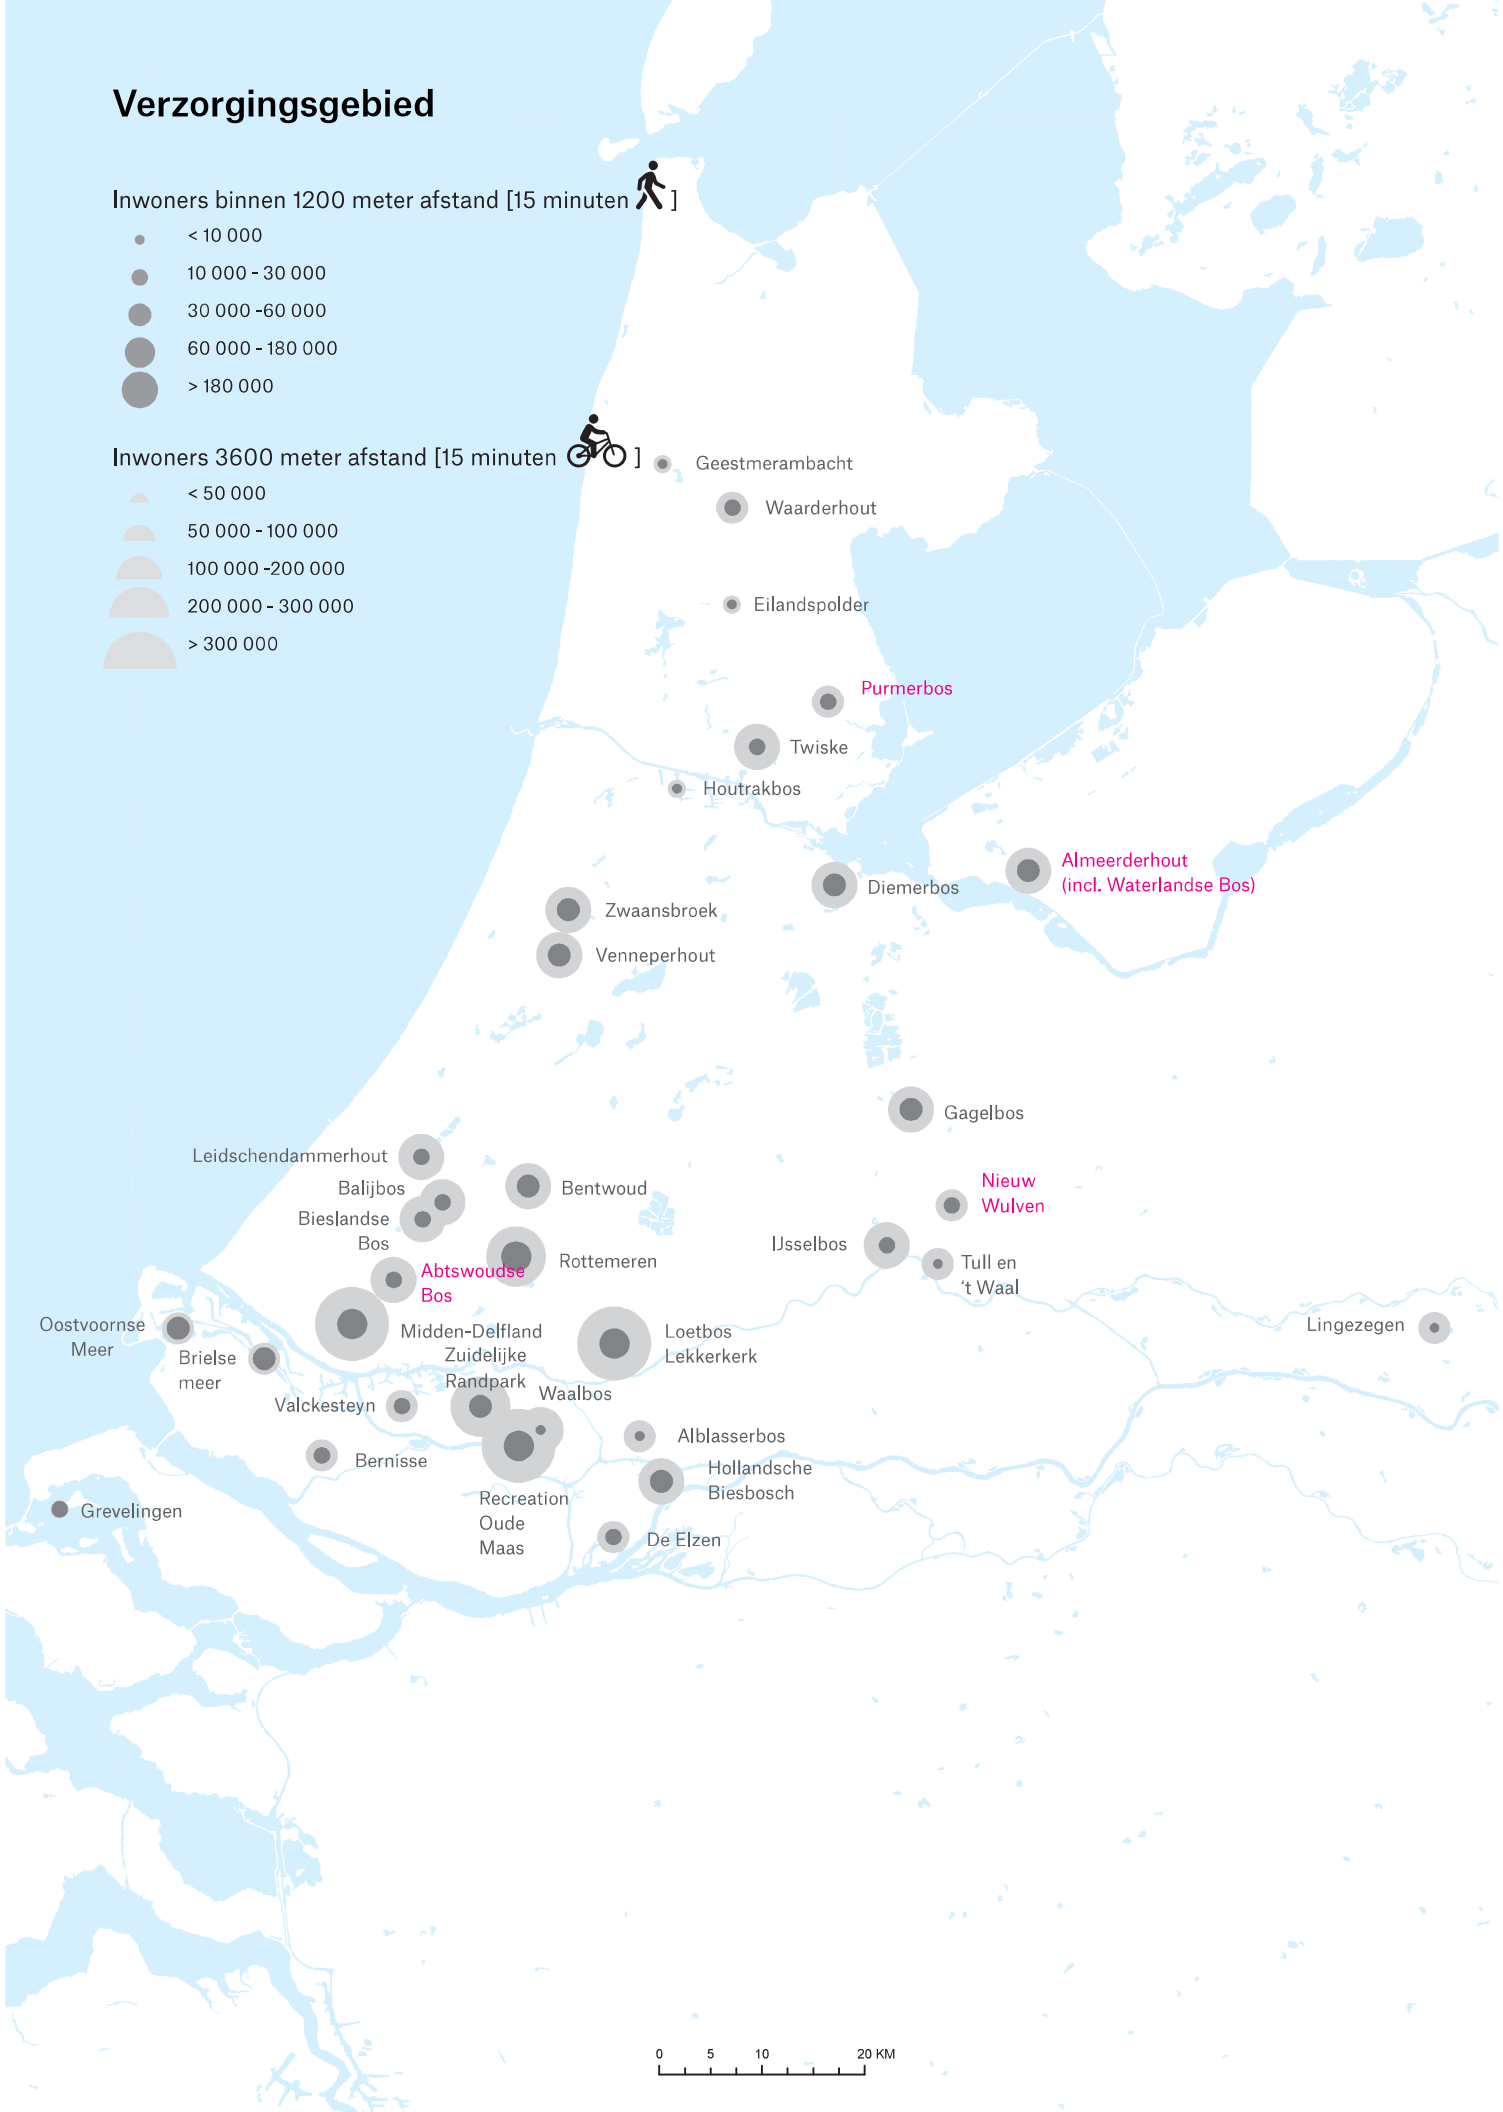 Verzorgingsgebied
Inwoners binnen 1200 meter afstand [15 minuten ]
< 10 000
10 000 - 30 000
30 000 -60 000
60 000 - 180 000
> 180 000
Inwoners 3600 meter afstand [15 minuten ]
< 50 000
50 000 - 100 000
100 000 -200 000
200 000 - 300 000
> 300 000
Geestmerambacht
Waarderhout
Eilandspolder
Purmerbos
Twiske
Houtrakbos
Almeerderhout
(incl. Waterlandse Bos)
Diemerbos
Zwaansbroek
Venneperhout
Gagelbos
Leidschendammerhout
Balijbos
Bentwoud
Nieuw
Wulven
Bieslandse
Bos
IJsselbos
Rottemeren
Tull en
't Waal
Abtswoudse
Bos
Oostvoornse
Meer
Brielse
meer
Midden-Delfland
Zuidelijke
Randpark
Loetbos
Lekkerkerk
Lingezegen
Waalbos
Valckesteyn
Alblasserbos
Bernisse
Hollandsche
Biesbosch
Recreation
Oude
Maas
Grevelingen
De Elzen
0 5 10 20 KM